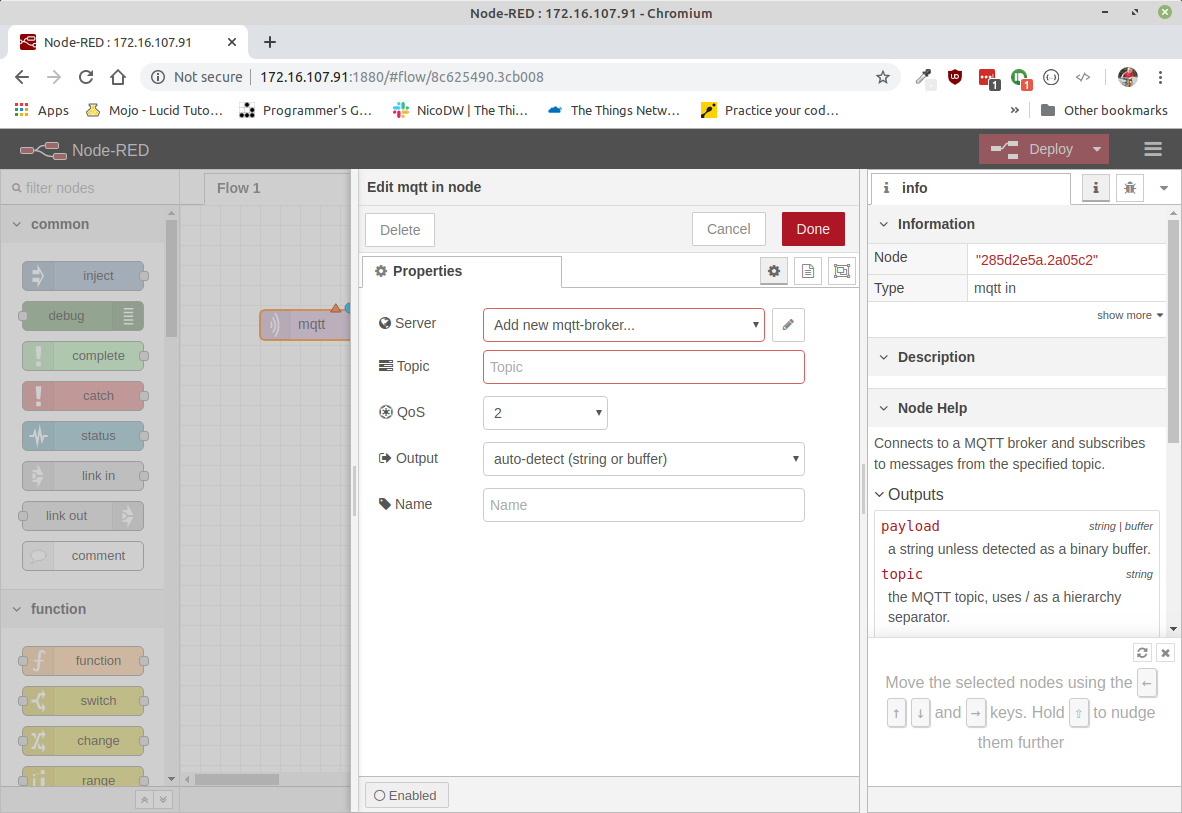 Node-RED : 172.16.107.91 - Chromium
Node-RED : 172.16.107.91
Not secure
172.16.107.91:1880/#flow/8c625490.3cb008
1
1
Apps
Mojo - Lucid Tuto...
Programmer's G...
NicoDW | The Thi...
The Things Netw...
Practice your cod...
»
Other bookmarks
Node-RED
Deploy
filter nodes
common
inject
debug
complete
catch
status
link in
link out
comment
function
function
switch
change
range
Flow 1
mqtt
Edit mqtt in node
Delete
Cancel
Done
Properties
Server
Add new mqtt-broker...
Topic
Topic
QoS
2
Output
auto-detect (string or buffer)
Name
Name
Enabled
info
Information
Node
"285d2e5a.2a05c2"
Type
mqtt in
show more
Description
Node Help
Connects to a MQTT broker and subscribes
to messages from the specified topic.
Outputs
payload
string | buffer
a string unless detected as a binary buffer.
topic
string
the MQTT topic, uses / as a hierarchy
separator.
Move the selected nodes using the ←
↑ ↓ and → keys. Hold ⇧ to nudge
them further